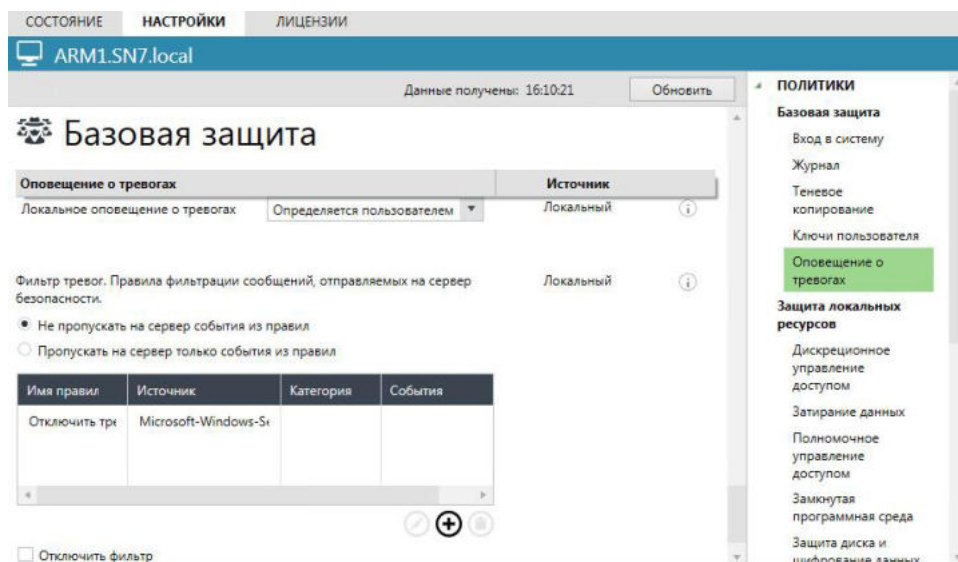 СОСТОЯНИЕ НАСТРОЙКИ ЛИЦЕНЗИИ
ARM1.SN7.local
Данные получены: 16:10:21 Обновить
Базовая защита
Оповещение о тревогах Источник
Локальное оповещение о тревогах Определяется пользователем Локальный
Фильтр тревог. Правила фильтрации сообщений, отправляемых на сервер
безопасности.
Локальный
Не пропускать на сервер события из правил
Пропускать на сервер только события из правил
Имя правил Источник Категория События
Отключить тре Microsoft-Windows-Se
Отключить фильтр
ПОЛИТИКИ
Базовая защита
Вход в систему
Журнал
Теневое
копирование
Ключи пользователя
Оповещение о
тревогах
Защита локальных
ресурсов
Дискреционное
управление
доступом
Затирание данных
Полномочное
управление
доступом
Замкнутая
программная среда
Защита диска и
шифрование данных